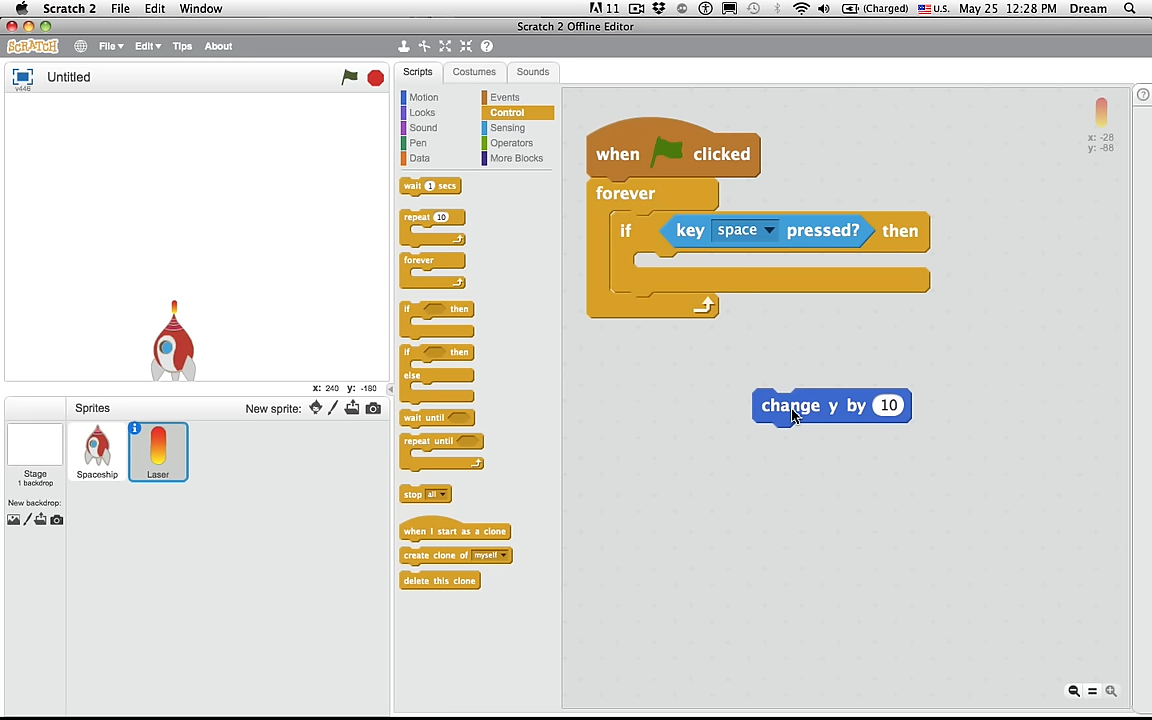 Scratch 2 File Edit Window 11 U.S. (Charged) May 25 12:28 PM Dream
Scratch 2 Offline Editor
SCRATCH File Edit Tips About
Untitled
v446
Scripts Costumes Sounds
Motion Events
Looks Control
Sound Sensing
Pen Operators
Data More Blocks
wait 1 secs
repeat 10
forever
if then
if then
else
wait until
repeat until
stop all
when I start as a clone
create clone of myself
delete this clone
when clicked
forever
if key space pressed? then
change y by 10
x: -28
y: -88
x: 240 y: -180
Sprites New sprite:
Stage
1 backdrop
New backdrop:
Spaceship
Laser